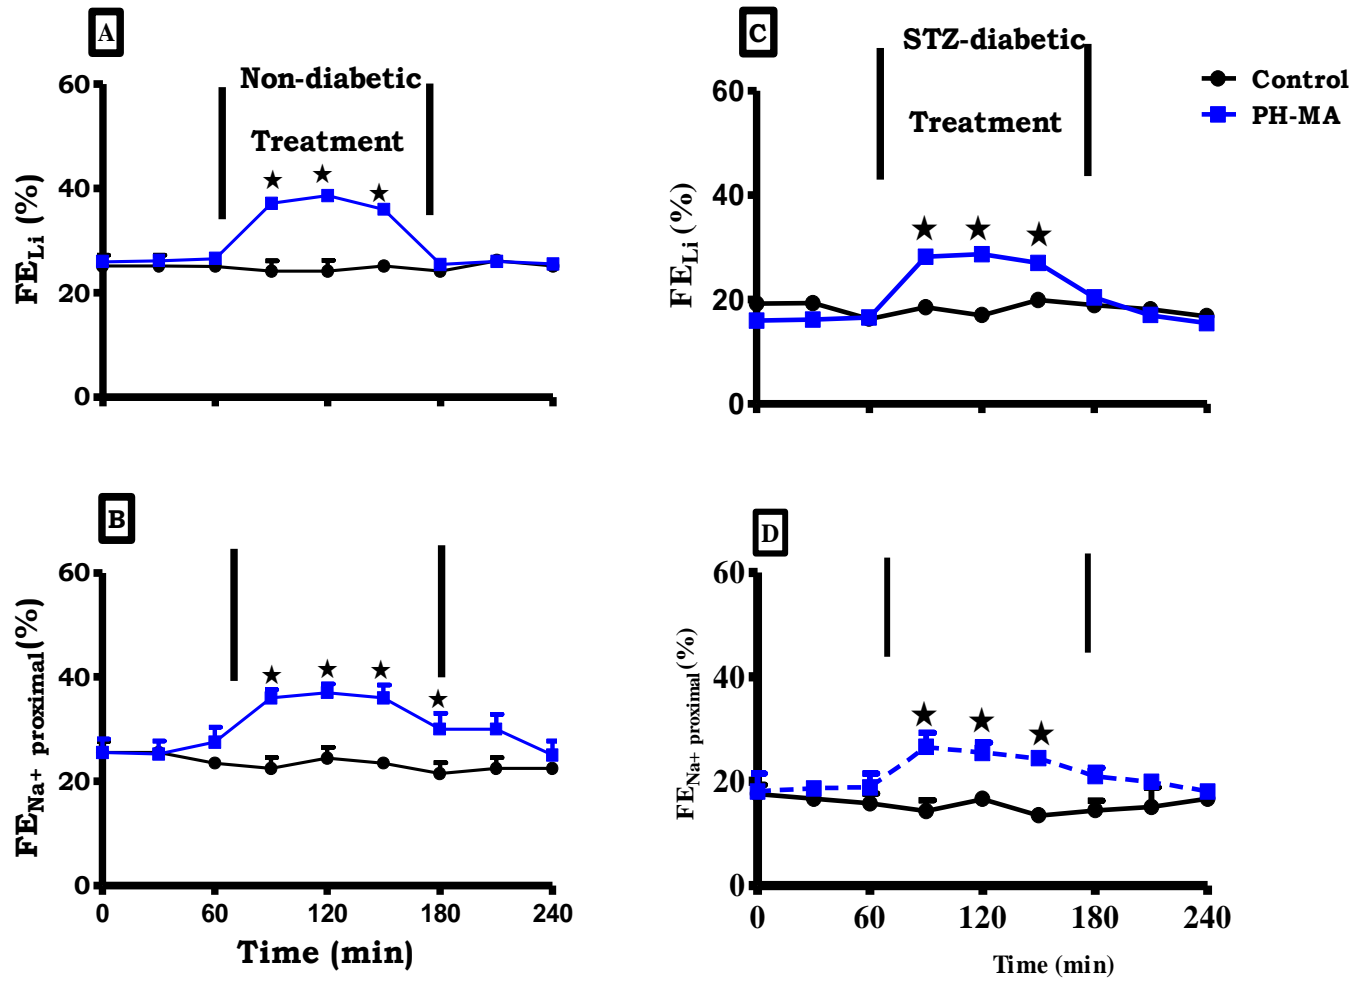 A
Non-diabetic
Treatment
60
40
20
0
FELi (%)
C
STZ-diabetic
Treatment
60
40
20
0
FELi (%)
Control
PH-MA
B
60
40
20
0
FENa+ proximal(%)
0 60 120 180 240
Time (min)
D
60
40
20
0
FENa+ proximal(%)
0 60 120 180 240
Time (min)